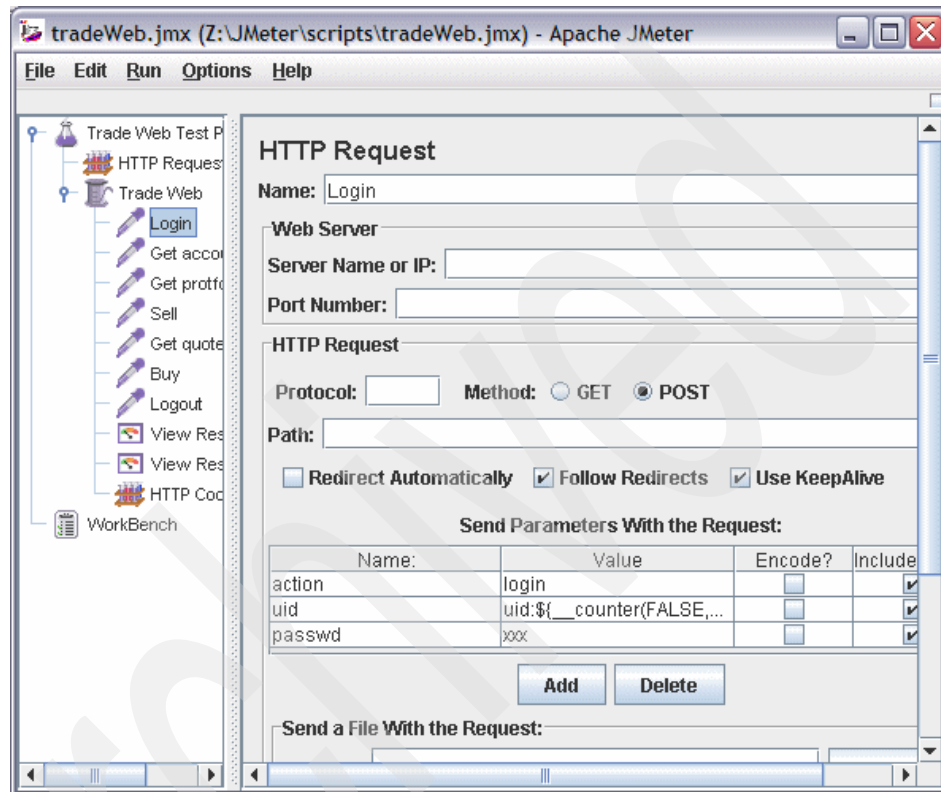 tradeWeb.jmx (Z:\JMeter\scripts\tradeWeb.jmx) - Apache JMeter
File Edit Run Options Help
Trade Web Test P
HTTP Reques
Trade Web
Login
Get accou
Get protfo
Sell
Get quote
Buy
Logout
View Res
View Res
HTTP Coo
WorkBench
HTTP Request
Name: Login
Web Server
Server Name or IP:
Port Number:
HTTP Request
Protocol: Method: GET POST
Path:
Redirect Automatically Follow Redirects Use KeepAlive
Send Parameters With the Request:
Name: Value Encode? Include
action login
uid uid:${__counter(FALSE,...
passwd xxx
Add Delete
Send a File With the Request:
rchived